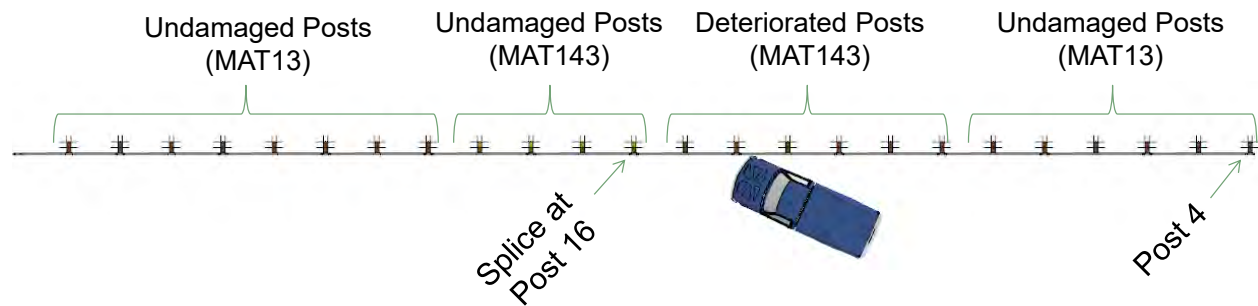 Undamaged Posts
(MAT13)
Undamaged Posts
(MAT143)
Deteriorated Posts
(MAT143)
Undamaged Posts
(MAT13)
Splice at
Post 16
Post 4